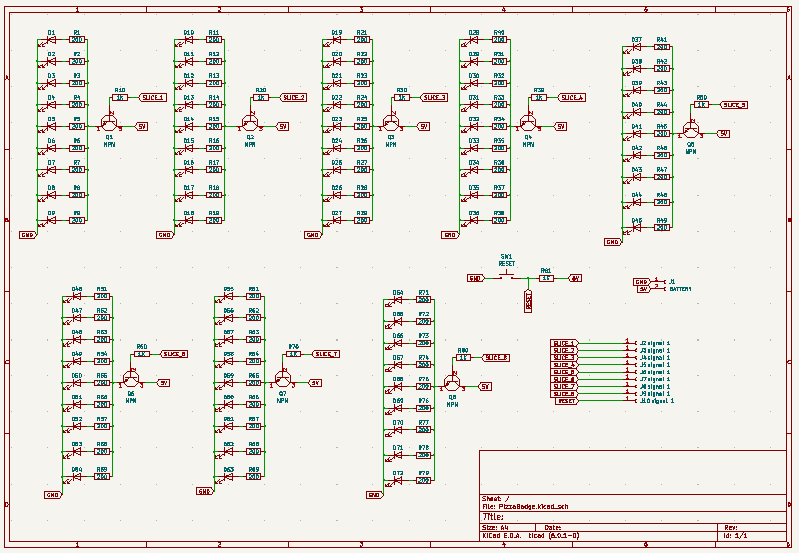 1 2 3 4 5
D1 R1 200
D2 R2 200
D3 R3 200
D4 R4 200
D5 R5 200
D6 R6 200
D7 R7 200
D8 R8 200
D9 R9 200
R10 1K SLICE_1
5V
Q1
NPN
GND
D10 R11 200
R12 200
R13 200
D13 R14 200
D14 R15 200
D15 R16 200
D16 R17 200
D17 R18 200
D18 R19 200
R20 1K SLICE_2
5V
Q2
NPN
GND
D19 R21 200
D20 R22 200
D21 R23 200
D22 R24 200
D23 R25 200
D24 R26 200
D25 R27 200
D26 R28 200
D27 R29 200
R30 1K SLICE_3
5V
Q3
NPN
GND
D28 R40 200
D29 R31 200
D30 R32 200
D31 R33 200
D32 R34 200
D33 R35 200
D34 R36 200
D35 R37 200
D36 R38 200
R39 1K SLICE_4
5V
Q4
NPN
GND
D37 R41 200
D38 R42 200
D39 R43 200
D40 R44 200
D41 R45 200
D42 R46 200
D43 R47 200
D44 R48 200
D45 R49 200
R50 1K SLICE_5
5V
NPN
GND
SW1
RESET
GND R81 1K 5V
RESET
GND 1 J1
5V 2 BATTERY
D46 R51 200
D47 R52 200
D48 R53 200
D49 R54 200
D50 R55 200
D51 R56 200
D52 R57 200
D53 R58 200
D54 R59 200
R60 1K SLICE_6
5V
Q6
NPN
GND
D55 R61 200
D56 R62 200
D57 R63 200
D58 R64 200
D59 R65 200
D60 R66 200
D61 R67 200
D62 R68 200
D63 R69 200
R70 1K SLICE_7
5V
Q7
NPN
GND
D64 R71 200
D65 R72 200
D66 R73 200
D67 R74 200
D68 R75 200
D69 R76 200
D70 R77 200
D71 R78 200
D72 R79 200
R80 1K SLICE_8
5V
Q8
NPN
GND
SLICE_1 1 J2 signal 1
SLICE_2 1 J3 signal 1
SLICE_3 1 J4 signal 1
SLICE_4 1 J5 signal 1
SLICE_5 1 J6 signal 1
SLICE_6 1 J7 signal 1
SLICE_7 1 J8 signal 1
SLICE_8 1 J9 signal 1
RESET 1 J10 signal 1
Sheet: /
File: PizzaBadge.kicad_sch
Title:
Size: A4 Date: Rev:
KiCad E.D.A. kicad (6.0.1-0) Id: 1/1